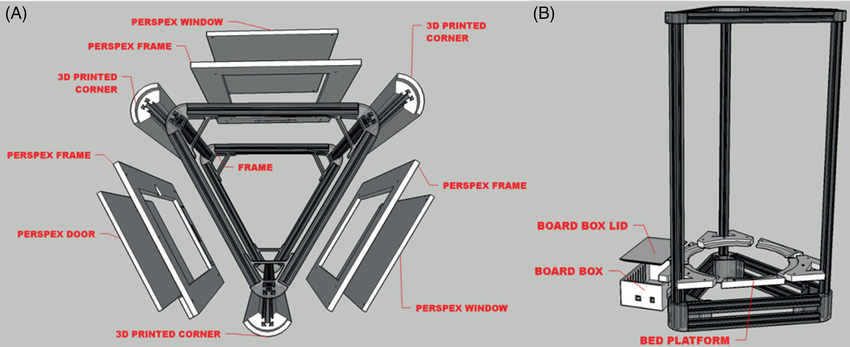 (A)
PERSPEX WINDOW
PERSPEX FRAME
3D PRINTED
CORNER
3D PRINTED
CORNER
PERSPEX FRAME
FRAME
PERSPEX FRAME
PERSPEX DOOR
PERSPEX WINDOW
3D PRINTED CORNER
(B)
BOARD BOX LID
BOARD BOX
BED PLATFORM